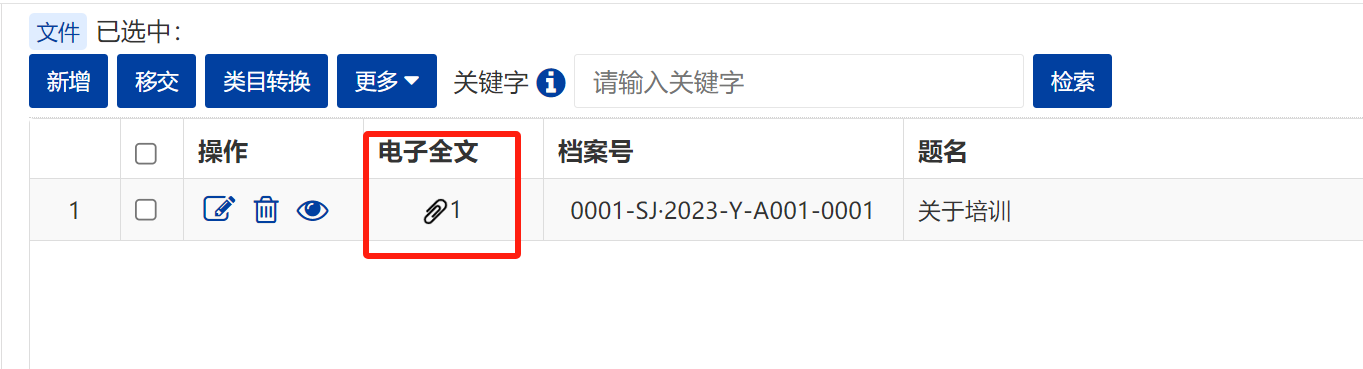 文件 已选中：
新增 移交 类目转换 更多 关键字 请输入关键字 检索
操作 电子全文 档案号 题名
1 1 0001-SJ·2023-Y-A001-0001 关于培训